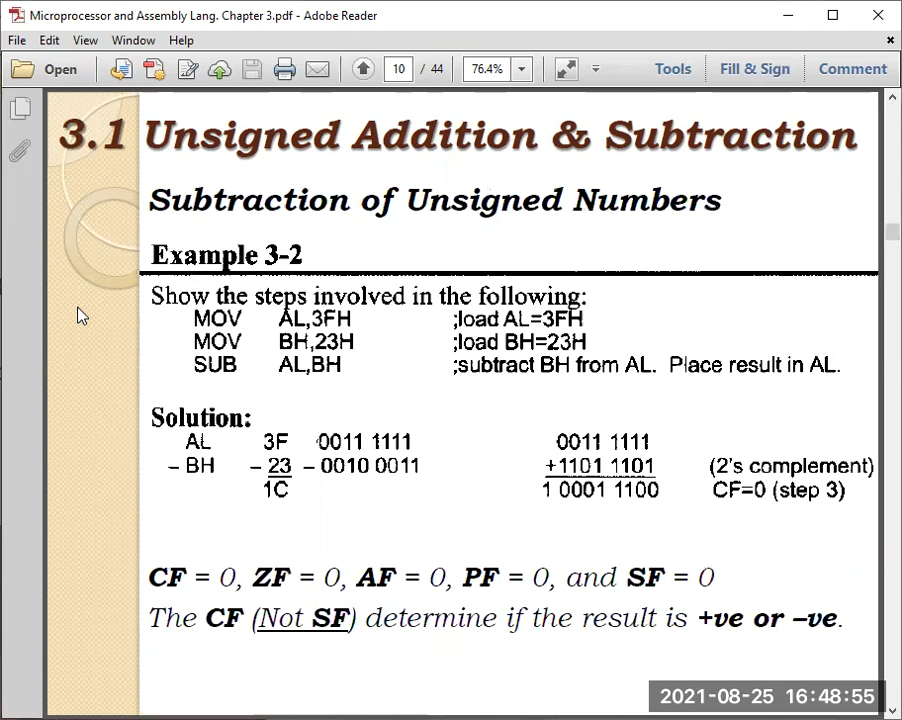 Microprocessor and Assembly Lang. Chapter 3.pdf - Adobe Reader
File Edit View Window Help
Open 10 / 44 76.4% Tools Fill & Sign Comment
3.1 Unsigned Addition & Subtraction
Subtraction of Unsigned Numbers
Example 3-2
Show the steps involved in the following:
MOV AL,3FH ;load AL=3FH
MOV BH,23H ;load BH=23H
SUB AL,BH ;subtract BH from AL. Place result in AL.
Solution:
AL 3F 0011 1111 0011 1111
– BH – 23 – 0010 0011 +1101 1101 (2's complement)
1C 1 0001 1100 CF=0 (step 3)
CF = 0, ZF = 0, AF = 0, PF = 0, and SF = 0
The CF (Not SF) determine if the result is +ve or –ve.
2021-08-25 16:48:55